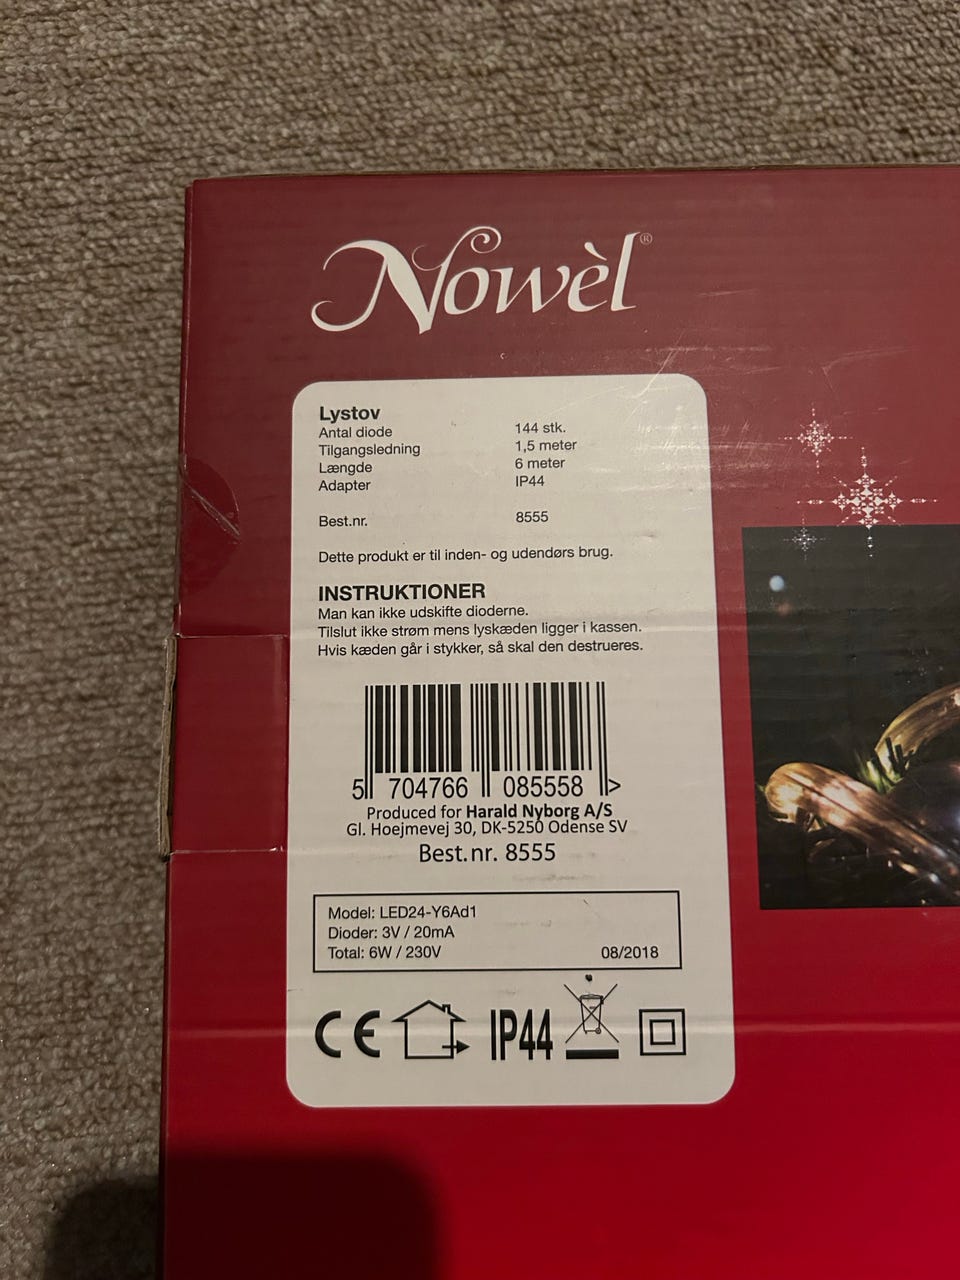 Nowèl®
Lystov
Antal diode 144 stk.
Tilgangsledning 1,5 meter
Længde 6 meter
Adapter IP44
Best.nr. 8555
Dette produkt er til inden- og udendørs brug.
INSTRUKTIONER
Man kan ikke udskifte dioderne.
Tilslut ikke strøm mens lyskæden ligger i kassen.
Hvis kæden går i stykker, så skal den destrueres.
5 704766 085558 >
Produced for Harald Nyborg A/S
Gl. Hoejmevej 30, DK-5250 Odense SV
Best.nr. 8555
Model: LED24-Y6Ad1
Dioder: 3V / 20mA
Total: 6W / 230V 08/2018
CE IP44